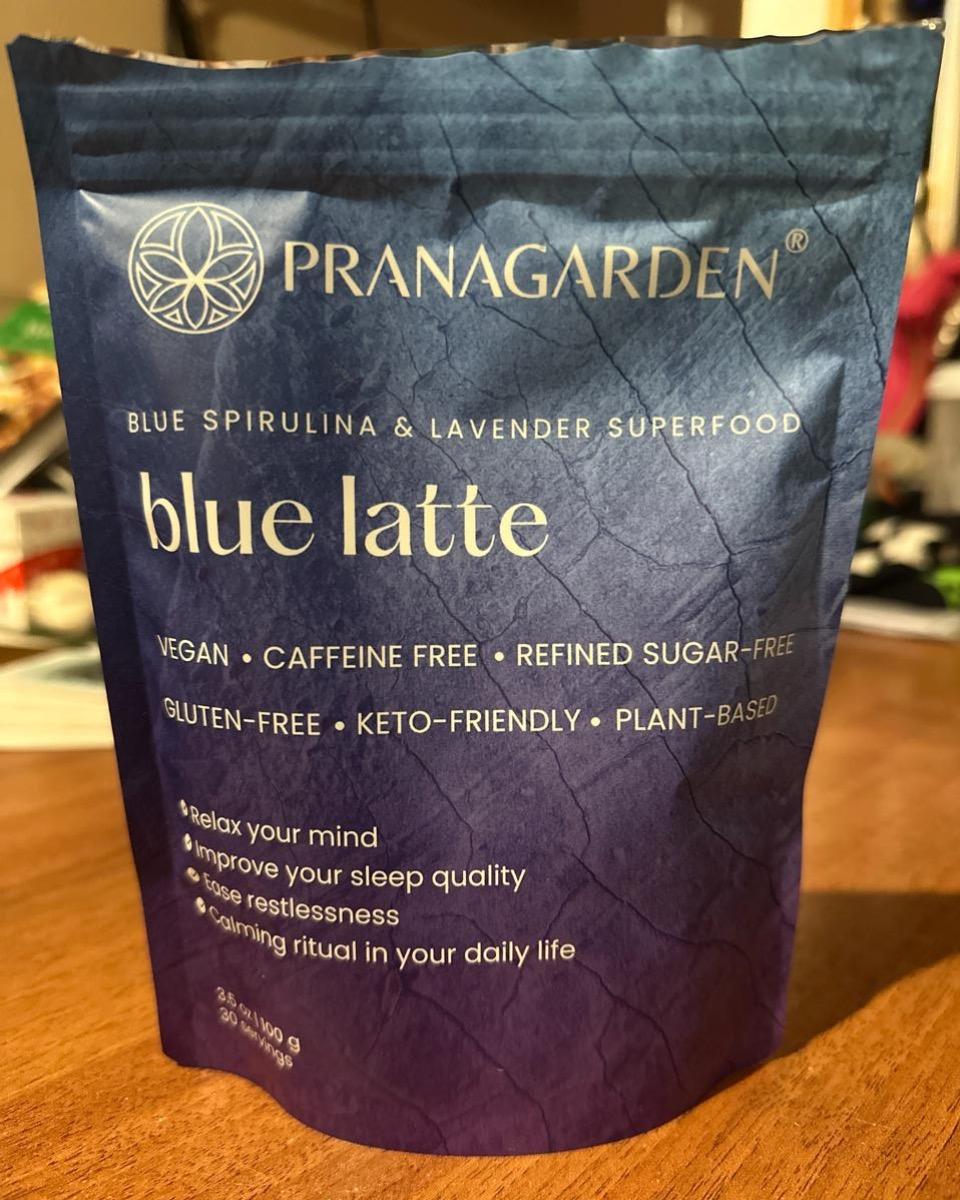 PRANAGARDEN®
BLUE SPIRULINA & LAVENDER SUPERFOOD
blue latte
VEGAN • CAFFEINE FREE • REFINED SUGAR-FREE
GLUTEN-FREE • KETO-FRIENDLY • PLANT-BASED
Relax your mind
Improve your sleep quality
Ease restlessness
Calming ritual in your daily life
3.5 oz | 100 g
30 servings